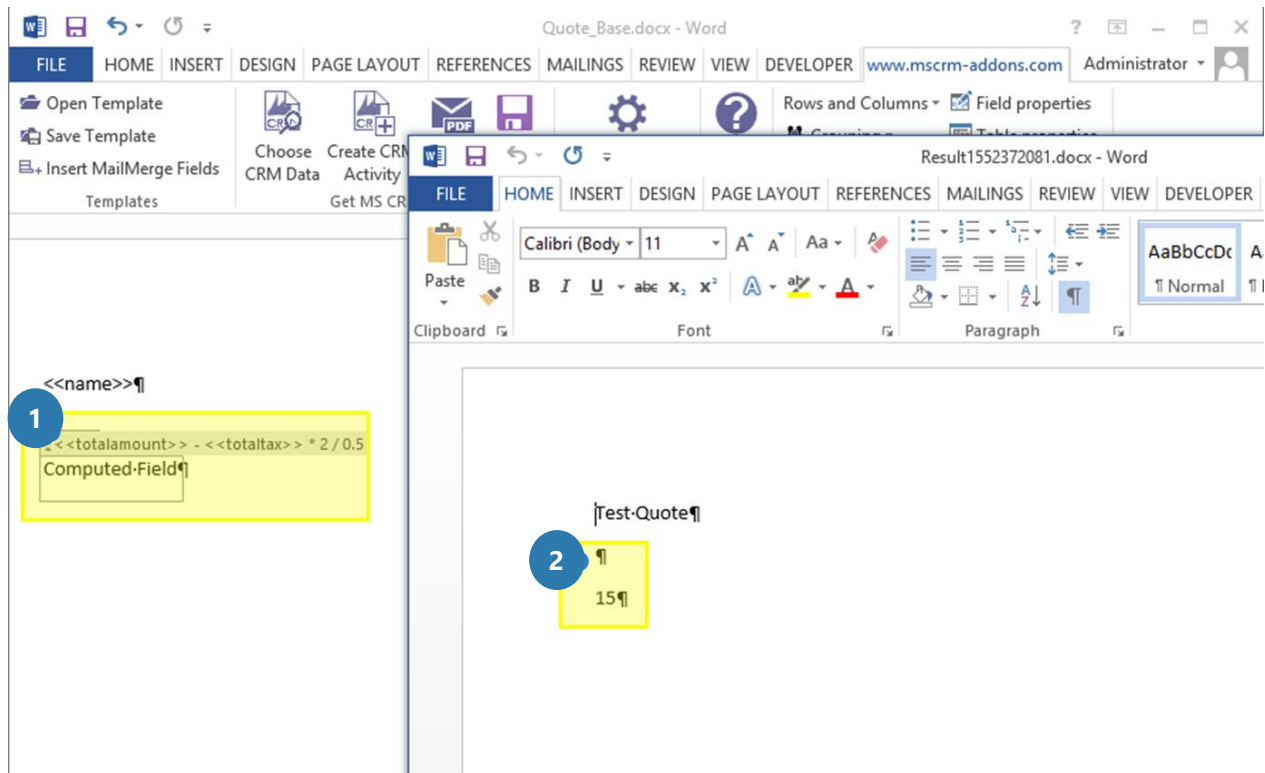 Quote_Base.docx - Word
FILE HOME INSERT DESIGN PAGE LAYOUT REFERENCES MAILINGS REVIEW VIEW DEVELOPER www.mscrm-addons.com Administrator
Open Template
Save Template
Insert MailMerge Fields
Templates
Choose
CRM Data
Create CRM
Activity
Get MS CR
PDF
Rows and Columns
Field properties
Grouping
Table properties
Result1552372081.docx - Word
FILE HOME INSERT DESIGN PAGE LAYOUT REFERENCES MAILINGS REVIEW VIEW DEVELOPER
Paste
Clipboard
Calibri (Body 11
Font
Paragraph
AaBbCcDc
¶ Normal
<<name>>¶
1
<<totalamount>> - <<totaltax>> * 2 / 0.5
Computed·Field¶
Test·Quote¶
2 ¶
15¶